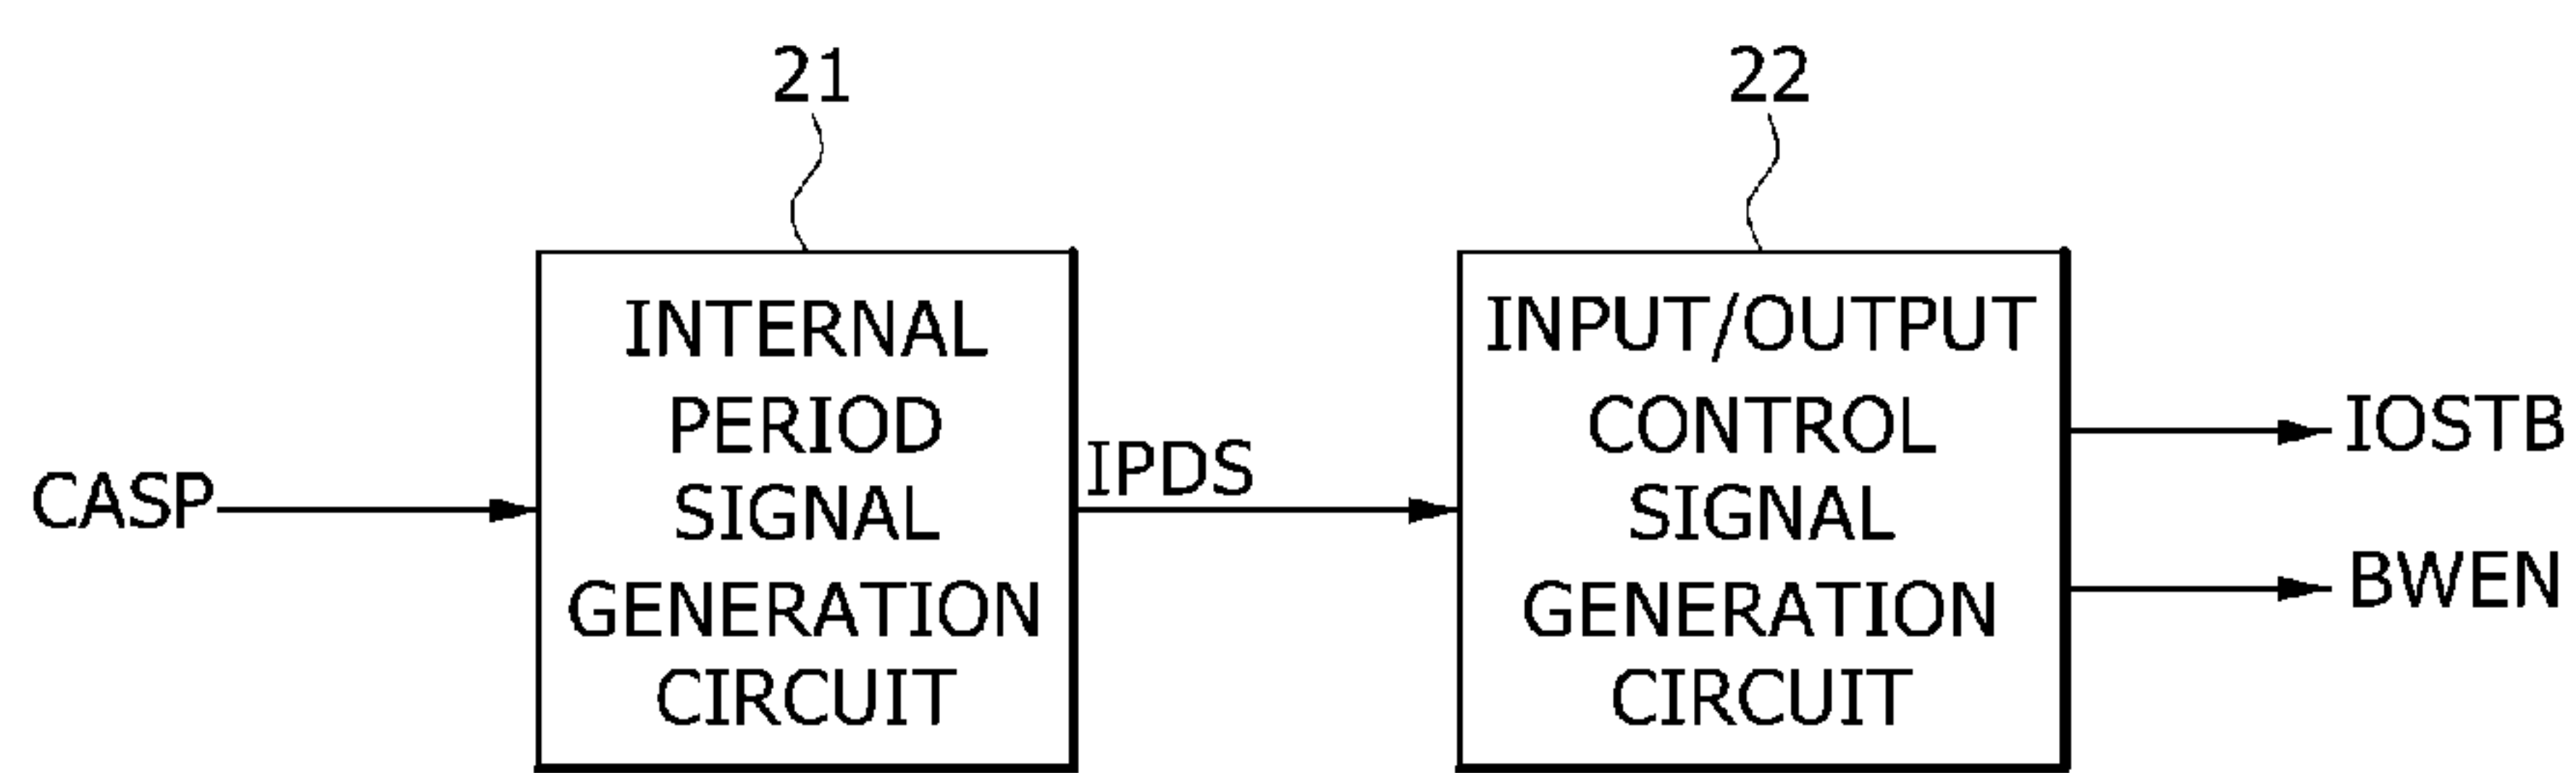 21
22
CASP
INTERNAL
PERIOD
SIGNAL
GENERATION
CIRCUIT
IPDS
INPUT/OUTPUT
CONTROL
SIGNAL
GENERATION
CIRCUIT
IOSTB
BWEN